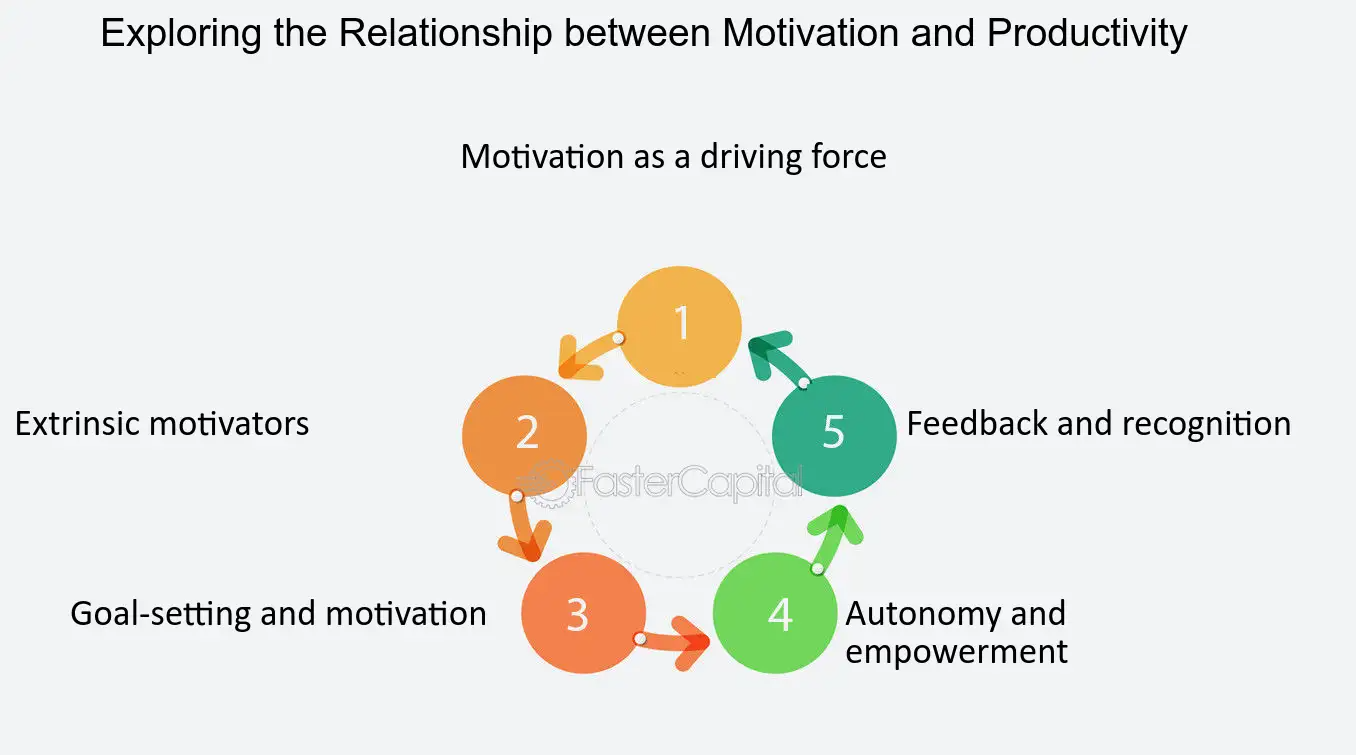 Exploring the Relationship between Motivation and Productivity
Motivation as a driving force
1
2
Extrinsic motivators
5
Feedback and recognition
FasterCapital
Goal-setting and motivation
3
4
Autonomy and
empowerment